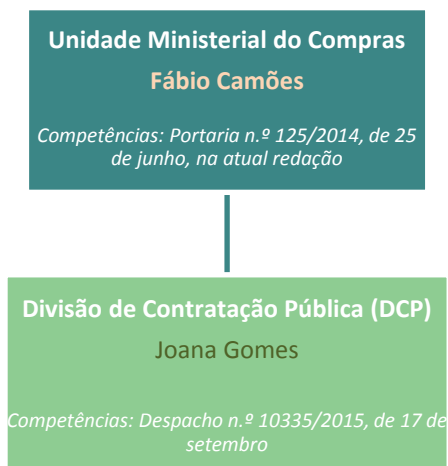 Unidade Ministerial do Compras
Fábio Camões
Competências: Portaria n.º 125/2014, de 25
de junho, na atual redação
Divisão de Contratação Pública (DCP)
Joana Gomes
Competências: Despacho n.º 10335/2015, de 17 de
setembro